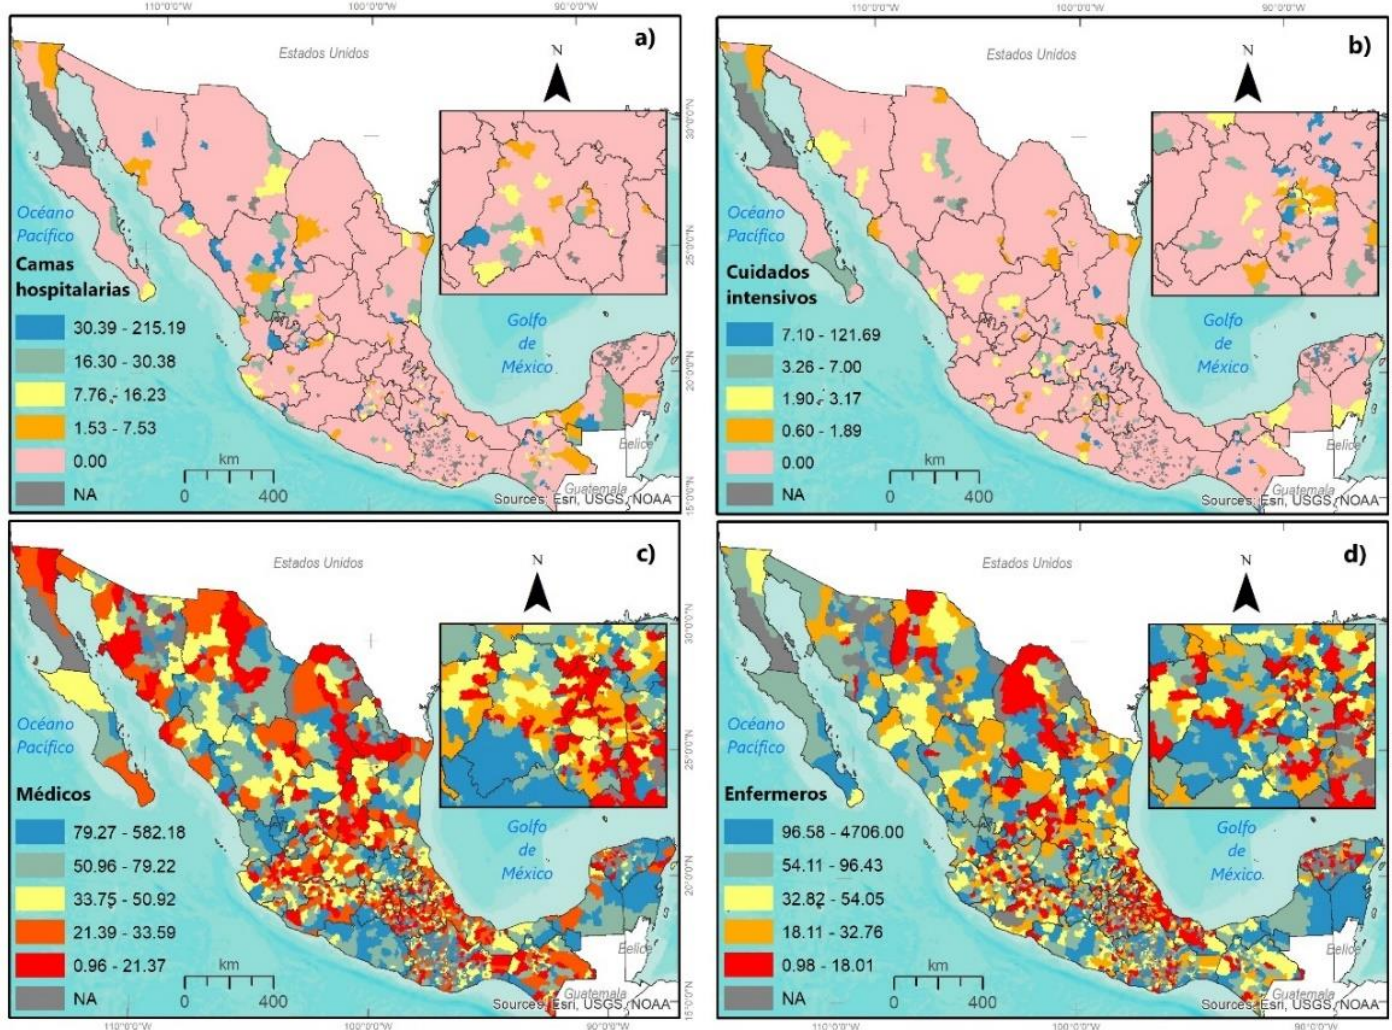 110°0'0"W
100°0'0"W
90°0'0"W
Estados Unidos
a)
N
Océano
Pacífico
Camas
hospitalarias
30.39 - 215.19
16.30 - 30.38
7.76 - 16.23
1.53 - 7.53
0.00
NA
km
0
400
Golfo
de
México
Belice
Guatemala
Sources: Esri, USGS, NOAA
30°0'0"N
25°0'0"N
20°0'0"N
15°0'0"N
110°0'0"W
100°0'0"W
90°0'0"W
Estados Unidos
b)
N
Océano
Pacífico
Cuidados
intensivos
7.10 - 121.69
3.26 - 7.00
1.90 - 3.17
0.60 - 1.89
0.00
NA
km
0
400
Golfo
de
México
Belice
Guatemala
Sources: Esri, USGS, NOAA
Estados Unidos
c)
N
Océano
Pacífico
Médicos
79.27 - 582.18
50.96 - 79.22
33.75 - 50.92
21.39 - 33.59
0.96 - 21.37
NA
km
0
400
Golfo
de
México
Belice
Guatemala
Sources: Esri, USGS, NOAA
30°0'0"N
25°0'0"N
20°0'0"N
15°0'0"N
110°0'0"W
100°0'0"W
90°0'0"W
Estados Unidos
d)
N
Océano
Pacífico
Enfermeros
96.58 - 4706.00
54.11 - 96.43
32.82 - 54.05
18.11 - 32.76
0.98 - 18.01
NA
km
0
400
Golfo
de
México
Belice
Guatemala
Sources: Esri, USGS, NOAA
110°0'0"W
100°0'0"W
90°0'0"W